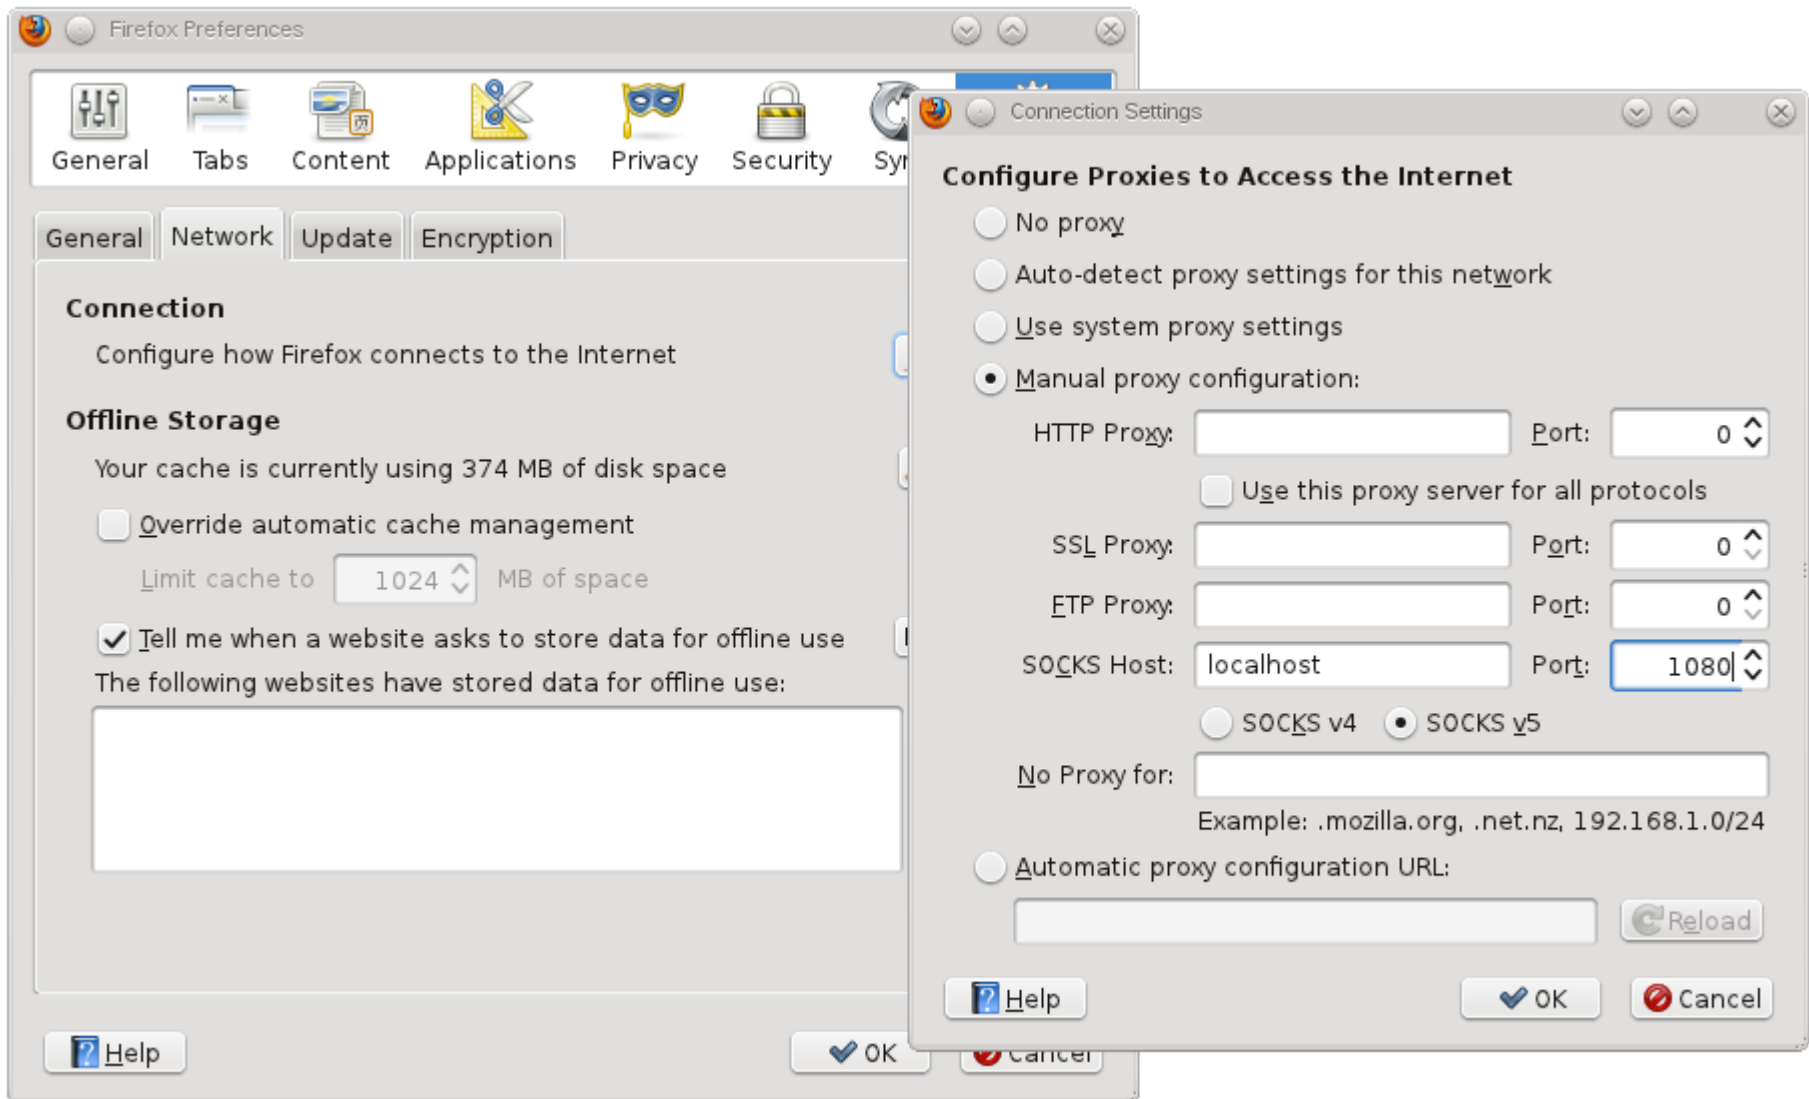 Firefox Preferences
General Tabs Content Applications Privacy Security
General Network Update Encryption
Connection
Configure how Firefox connects to the Internet
Offline Storage
Your cache is currently using 374 MB of disk space
Override automatic cache management
Limit cache to 1024 MB of space
Tell me when a website asks to store data for offline use
The following websites have stored data for offline use:
Help OK Cancel
Connection Settings
Configure Proxies to Access the Internet
No proxy
Auto-detect proxy settings for this network
Use system proxy settings
Manual proxy configuration:
HTTP Proxy: Port: 0
Use this proxy server for all protocols
SSL Proxy: Port: 0
FTP Proxy: Port: 0
SOCKS Host: localhost Port: 1080
SOCKS v4 SOCKS v5
No Proxy for:
Example: .mozilla.org, .net.nz, 192.168.1.0/24
Automatic proxy configuration URL:
Reload
Help OK Cancel